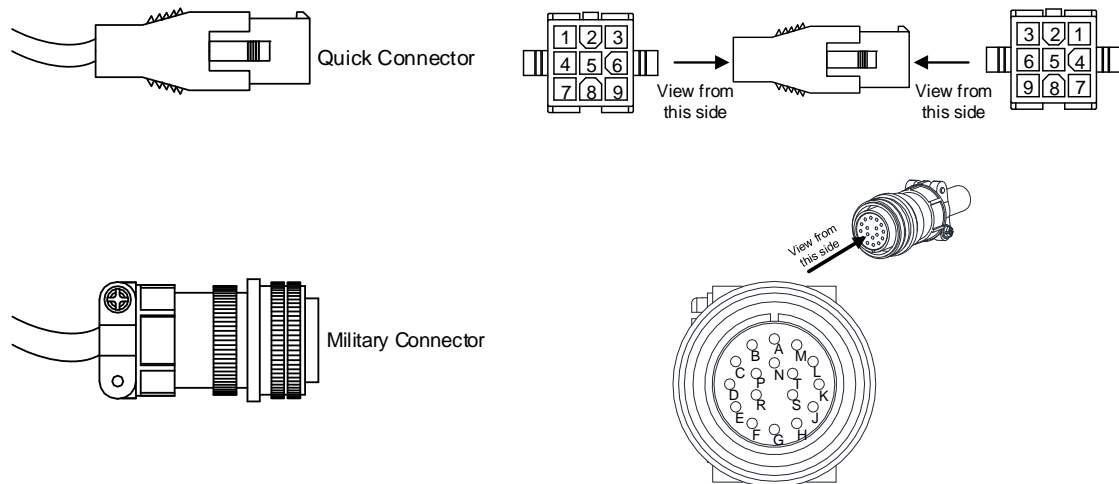 Quick Connector
1 2 3
4 5 6
7 8 9
View from
this side
View from
this side
3 2 1
6 5 4
9 8 7
Military Connector
View from
this side
A
B M
C N L
P T
D K
R S
E J
F H
G